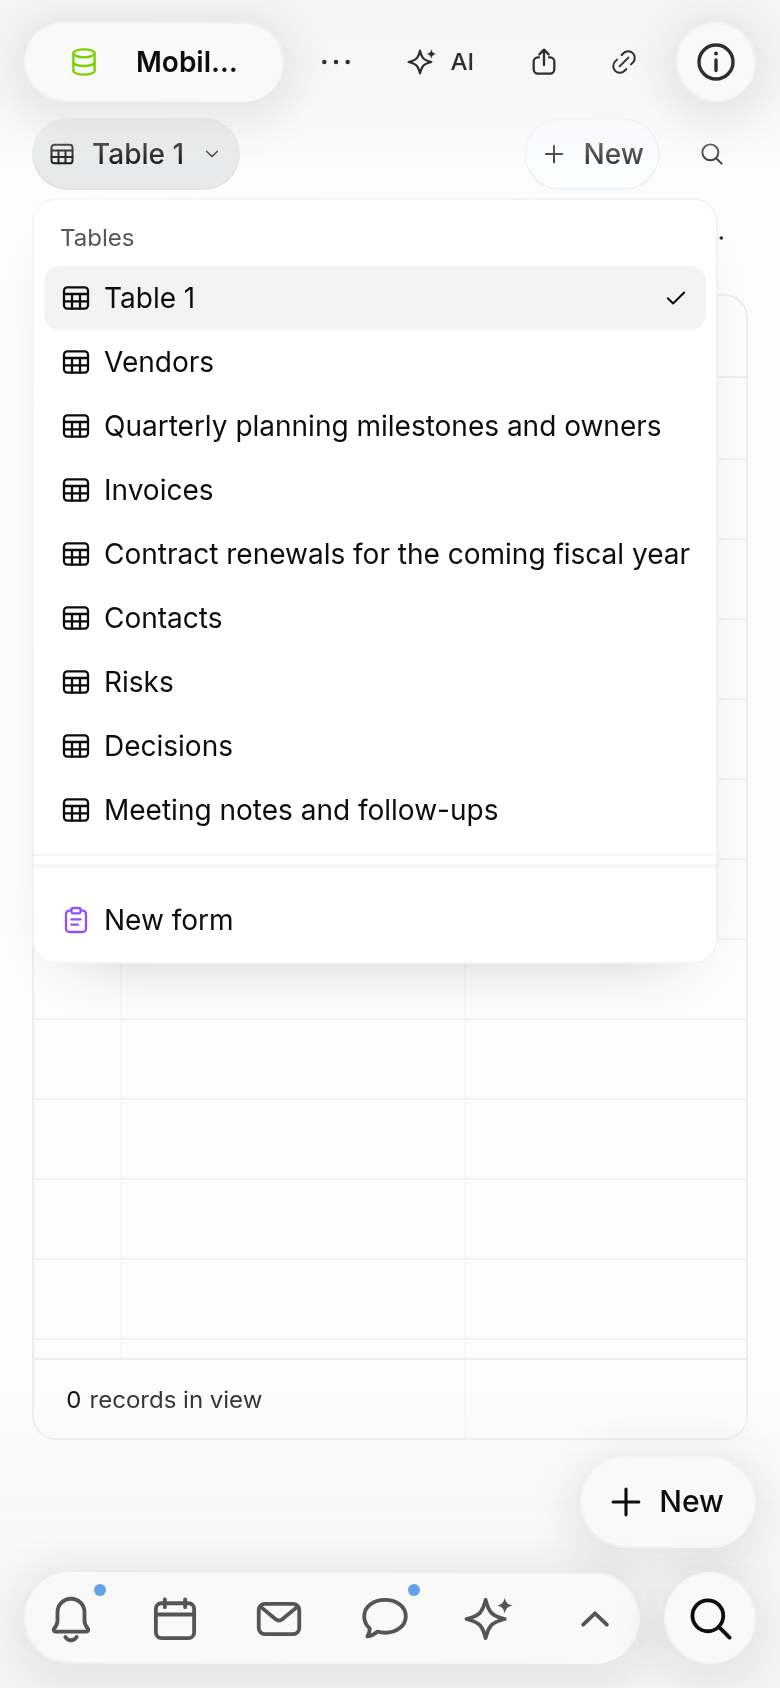 Mobil...
AI
Table 1
New
Tables
Table 1
Vendors
Quarterly planning milestones and owners
Invoices
Contract renewals for the coming fiscal year
Contacts
Risks
Decisions
Meeting notes and follow-ups
New form
0 records in view
New